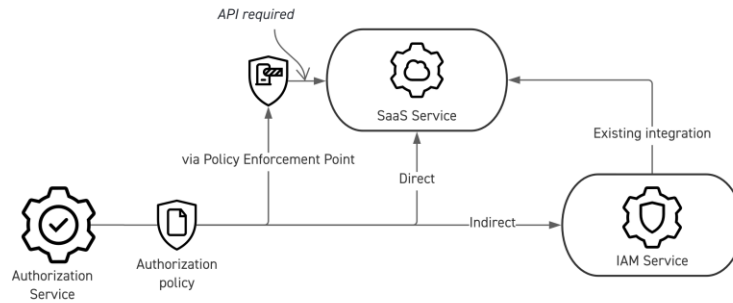 API required
SaaS Service
via Policy Enforcement Point
Existing integration
Direct
Indirect
Authorization
Service
Authorization
policy
IAM Service